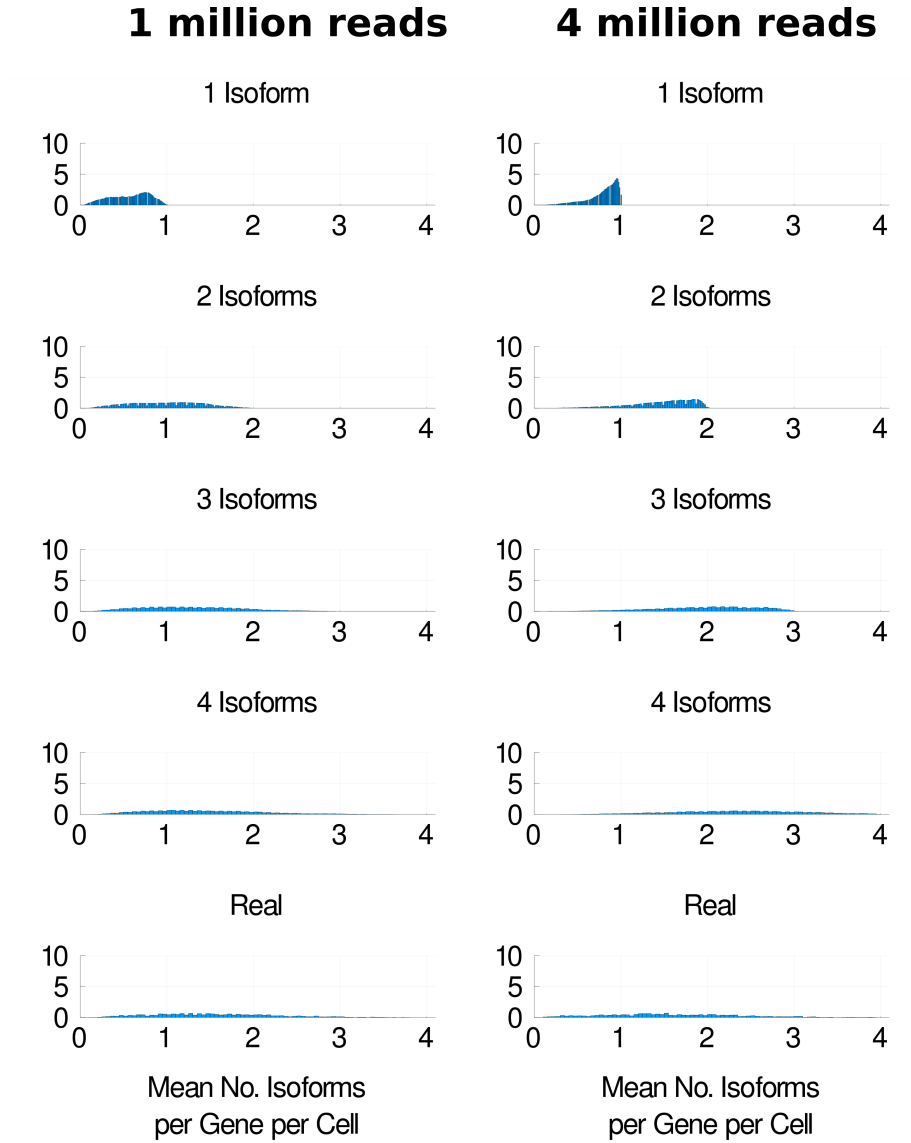 1 million reads 4 million reads
1 Isoform 1 Isoform
10 10
5 5
0 0
0 1 2 3 4 0 1 2 3 4
2 Isoforms 2 Isoforms
10 10
5 5
0 0
0 1 2 3 4 0 1 2 3 4
3 Isoforms 3 Isoforms
10 10
5 5
0 0
0 1 2 3 4 0 1 2 3 4
4 Isoforms 4 Isoforms
10 10
5 5
0 0
0 1 2 3 4 0 1 2 3 4
Real Real
10 10
5 5
0 0
0 1 2 3 4 0 1 2 3 4
Mean No. Isoforms Mean No. Isoforms
per Gene per Cell per Gene per Cell